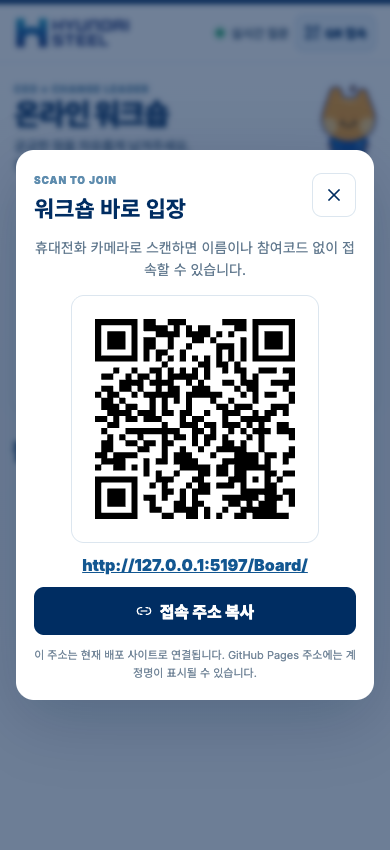 HYUNDAI
STEEL
온라인 워크숍
SCAN TO JOIN
워크숍 바로 입장
휴대전화 카메라로 스캔하면 이름이나 참여코드 없이 접
속할 수 있습니다.
http://127.0.0.1:5197/Board/
접속 주소 복사
이 주소는 현재 배포 사이트로 연결됩니다. GitHub Pages 주소에는 계
정명이 표시될 수 있습니다.